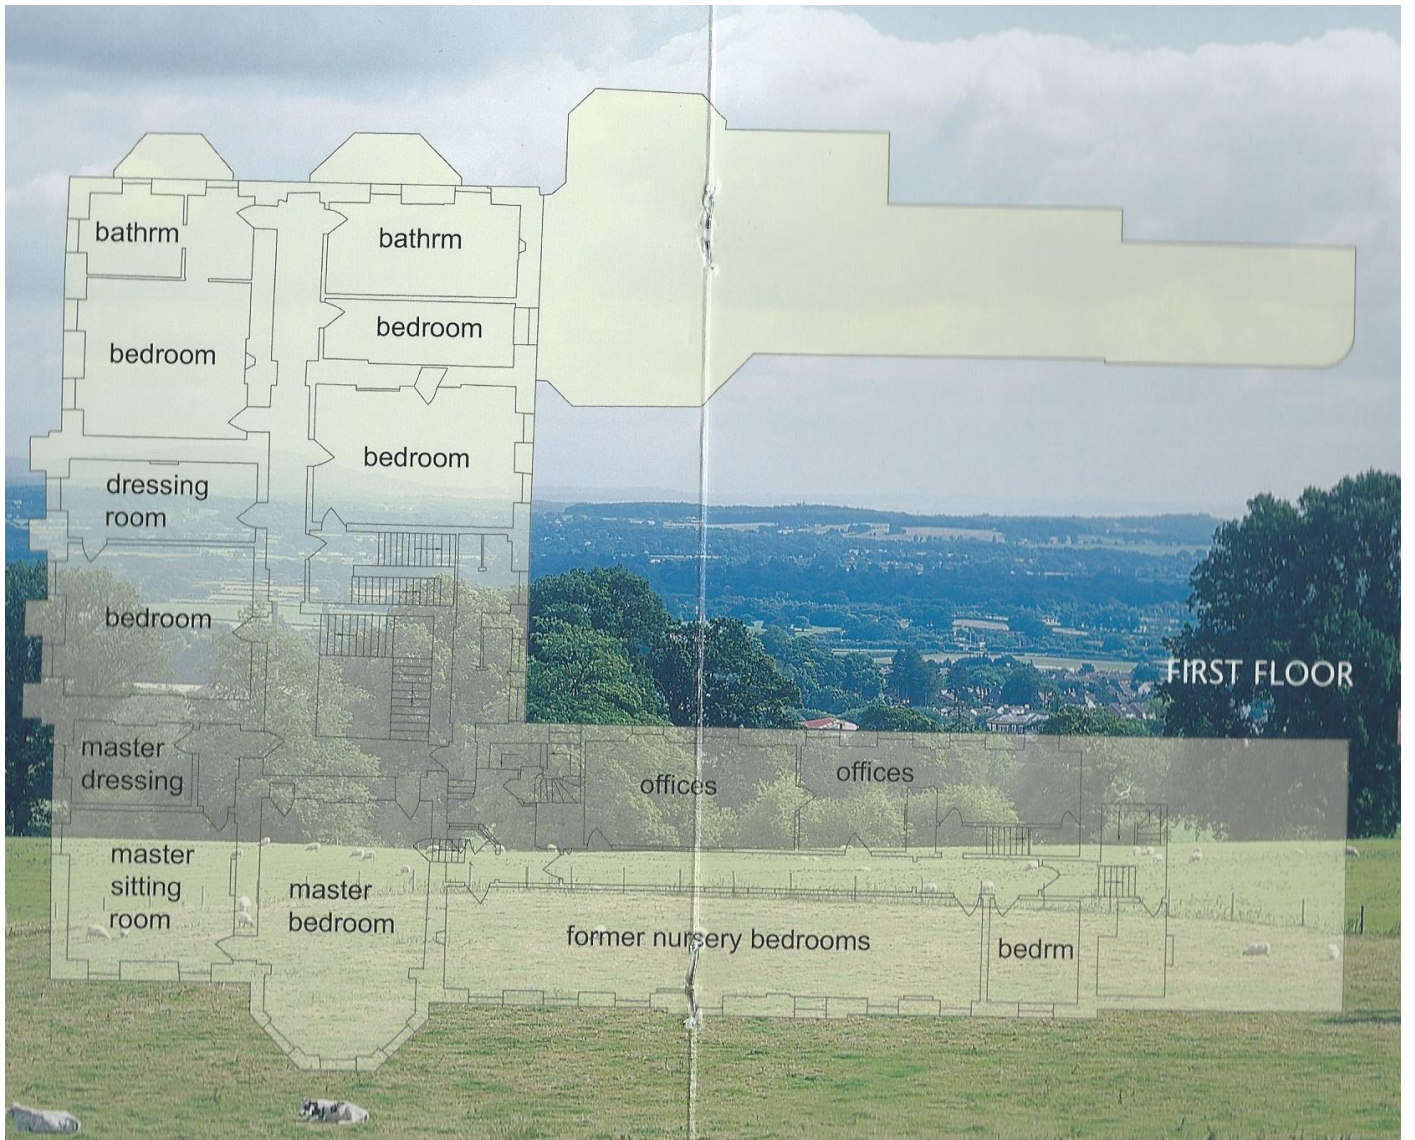 bathrm
bathrm
bedroom
bedroom
bedroom
dressing
room
bedroom
FIRST FLOOR
master
dressing
offices
offices
master
sitting
room
master
bedroom
former nursery bedrooms
bedrm